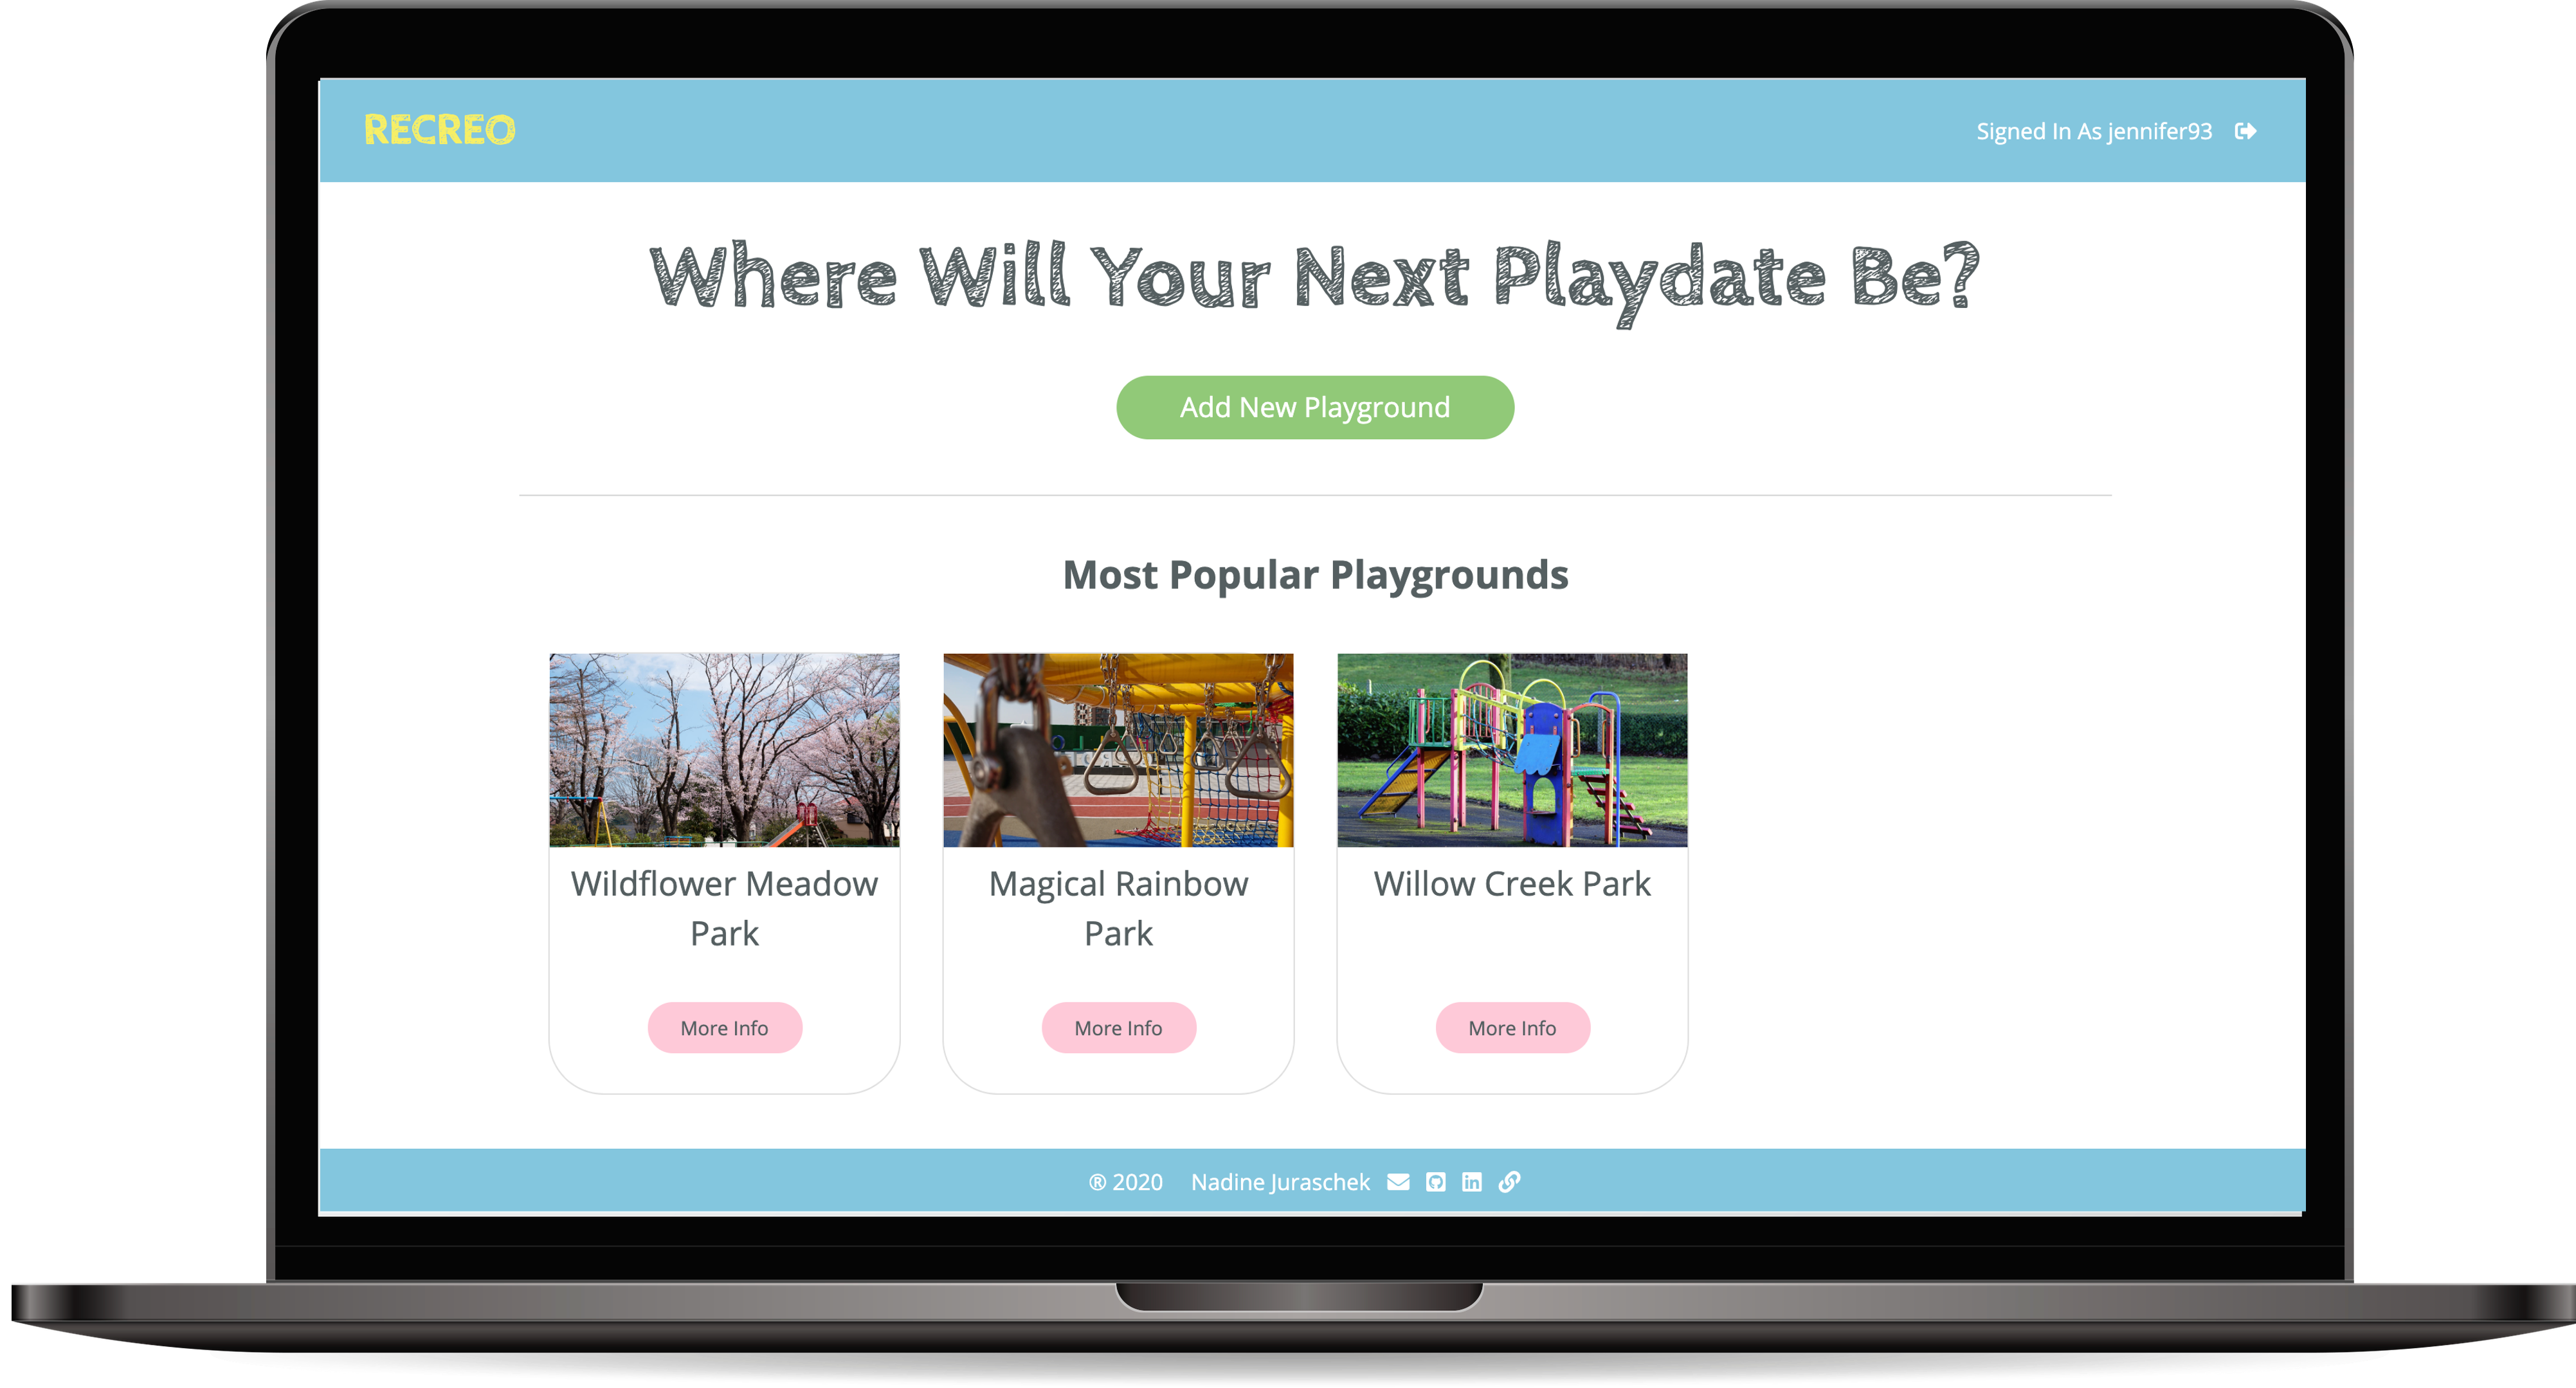 RECREO
Signed In As jennifer93
Where Will Your Next Playdate Be?
Add New Playground
Most Popular Playgrounds
Wildflower Meadow
Park
More Info
Magical Rainbow
Park
More Info
Willow Creek Park
More Info
® 2020 Nadine Juraschek